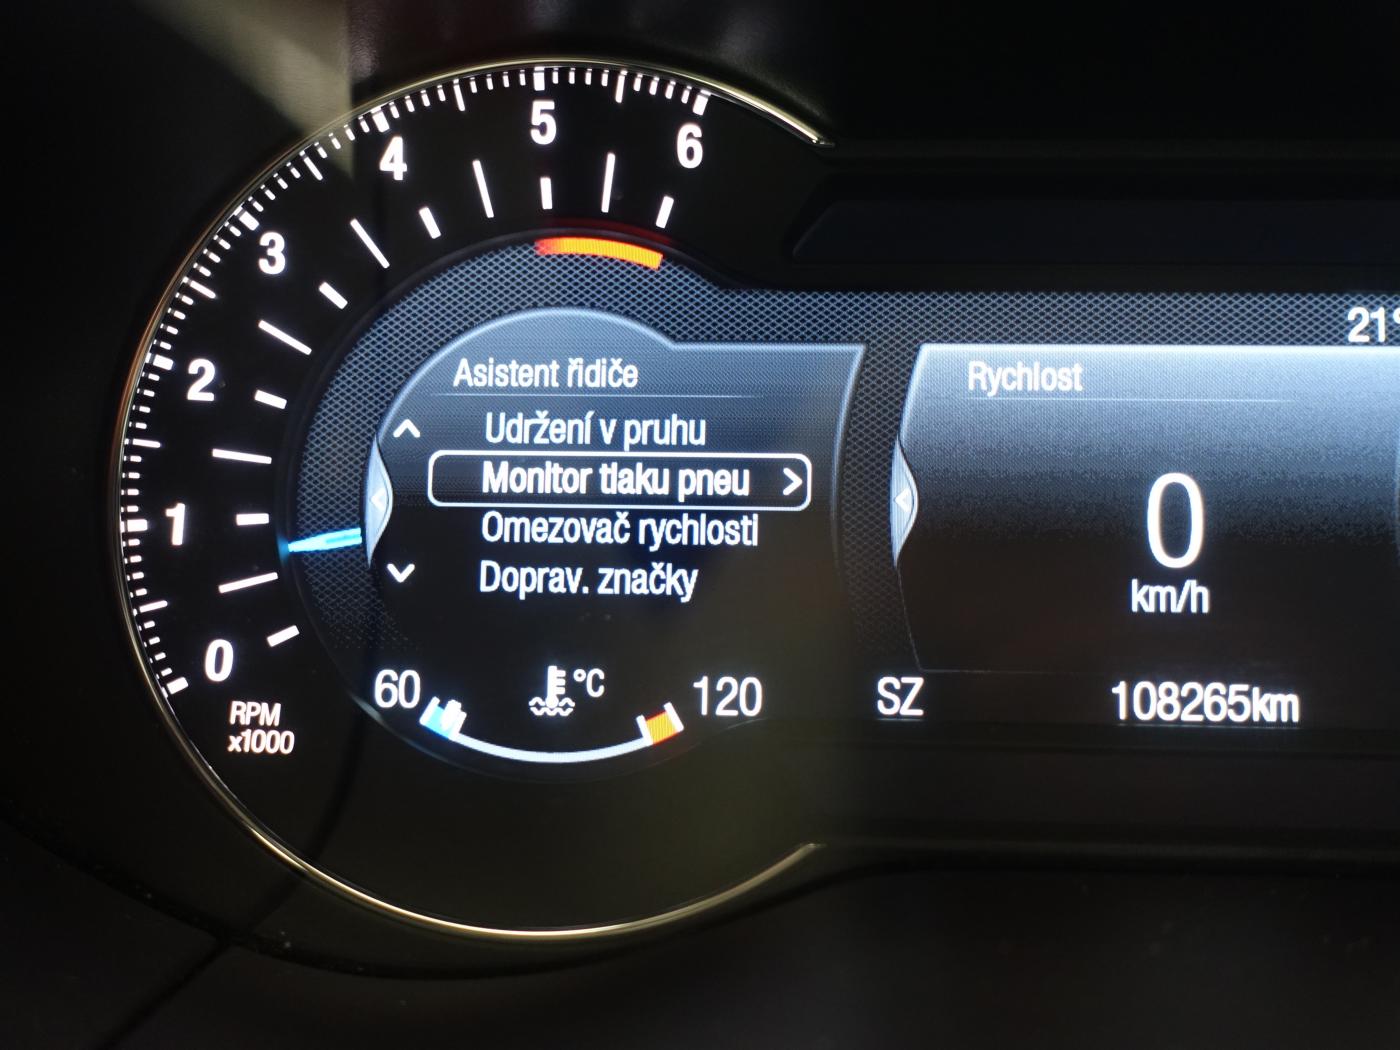 6
5
4
3
2
1
0
RPM
x1000
21°
Asistent řidiče
Udržení v pruhu
Monitor tlaku pneu
Omezovač rychlosti
Doprav. značky
60
°C
120
Rychlost
0
km/h
SZ
108265km